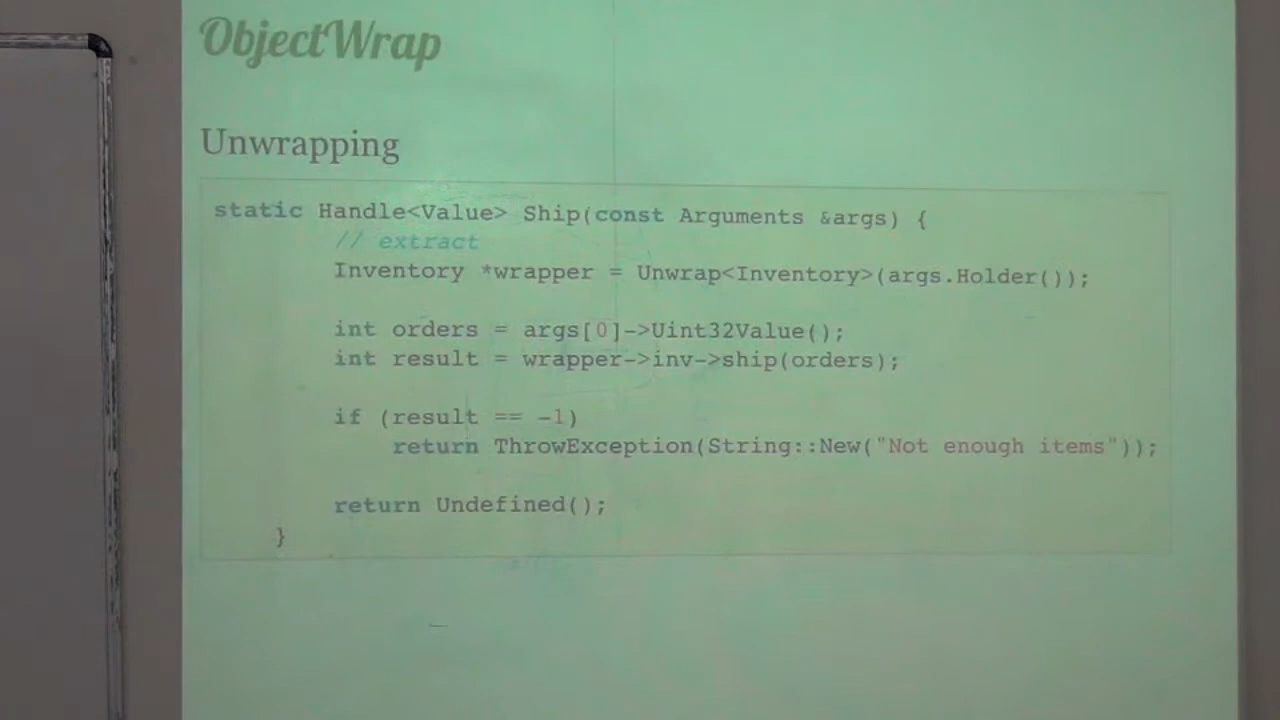 ObjectWrap
Unwrapping
static Handle<Value> Ship(const Arguments &args) {
// extract
Inventory *wrapper = Unwrap<Inventory>(args.Holder());
int orders = args[0]->Uint32Value();
int result = wrapper->inv->ship(orders);
if (result == -1)
return ThrowException(String::New("Not enough items"));
return Undefined();
}